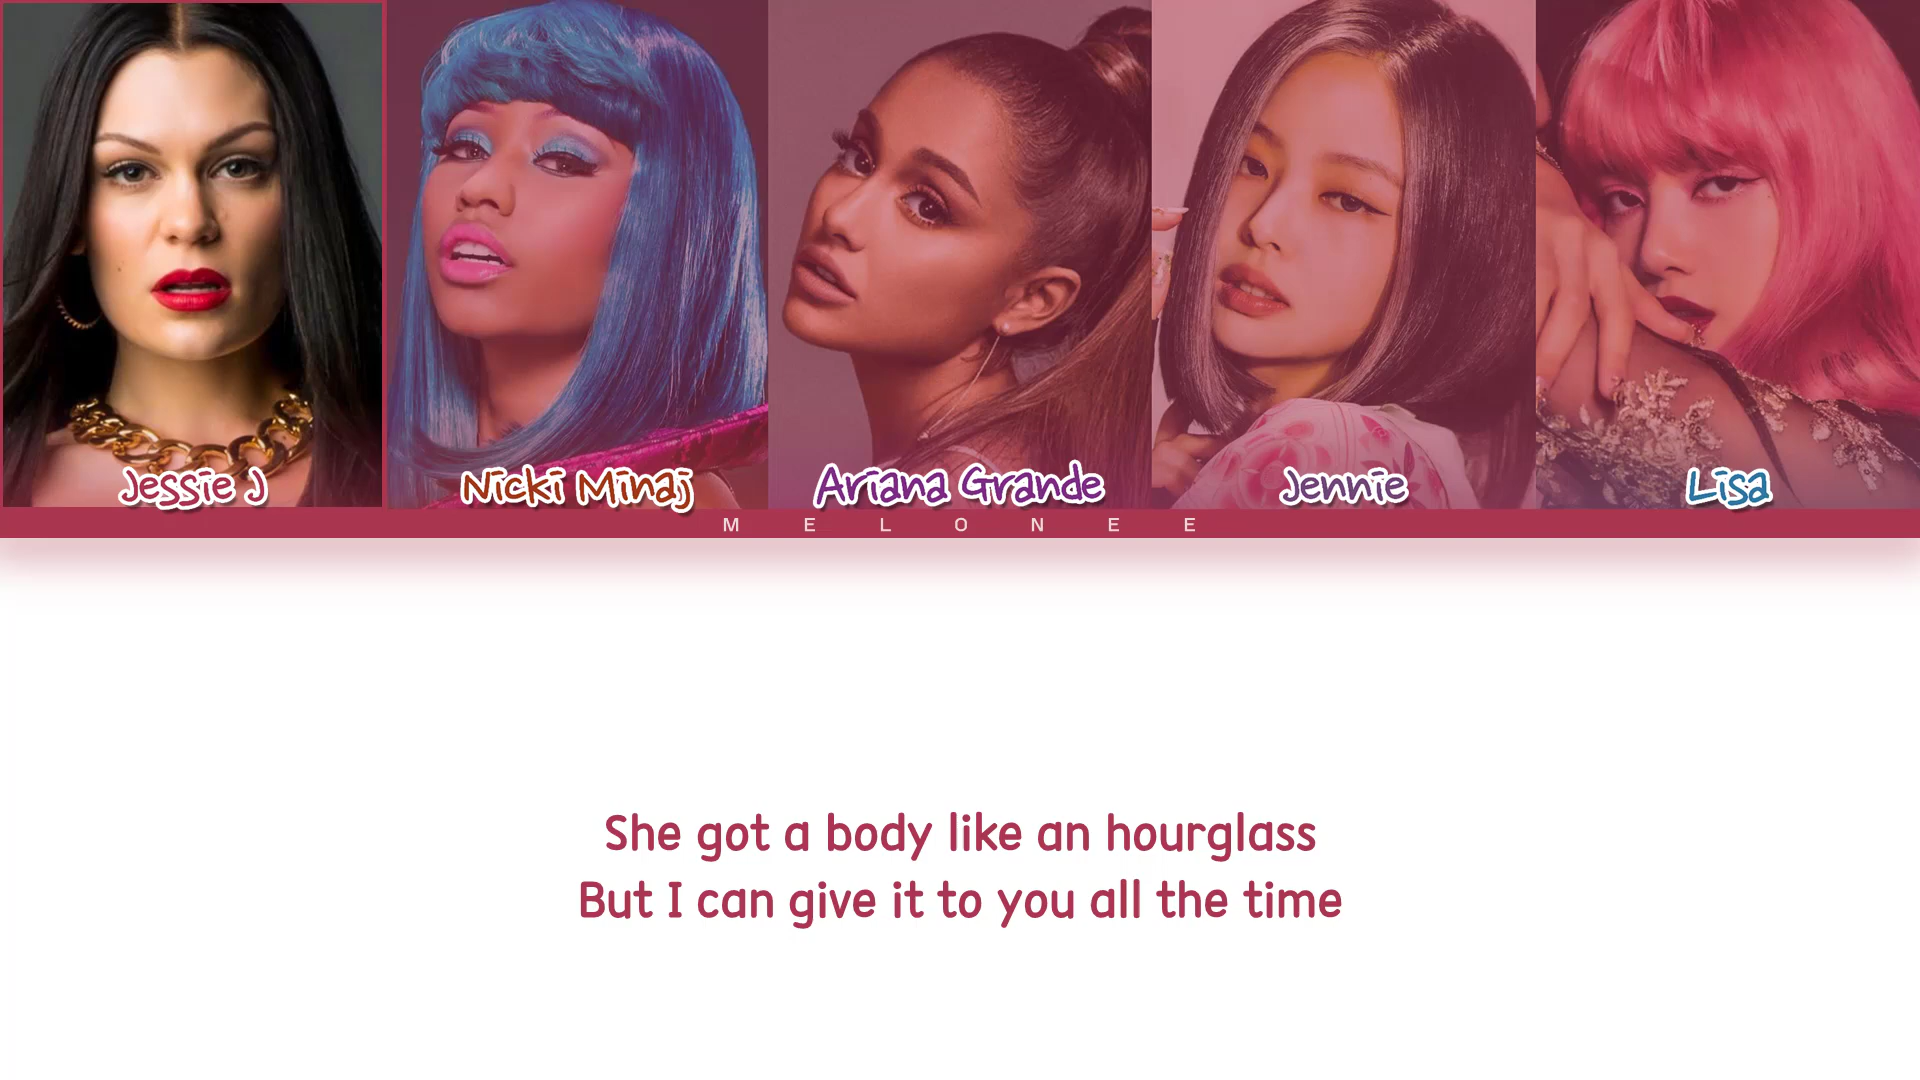 Jessie J
Nicki Minaj
Ariana Grande
Jennie
Lisa
MELONEE
She got a body like an hourglass
But I can give it to you all the time